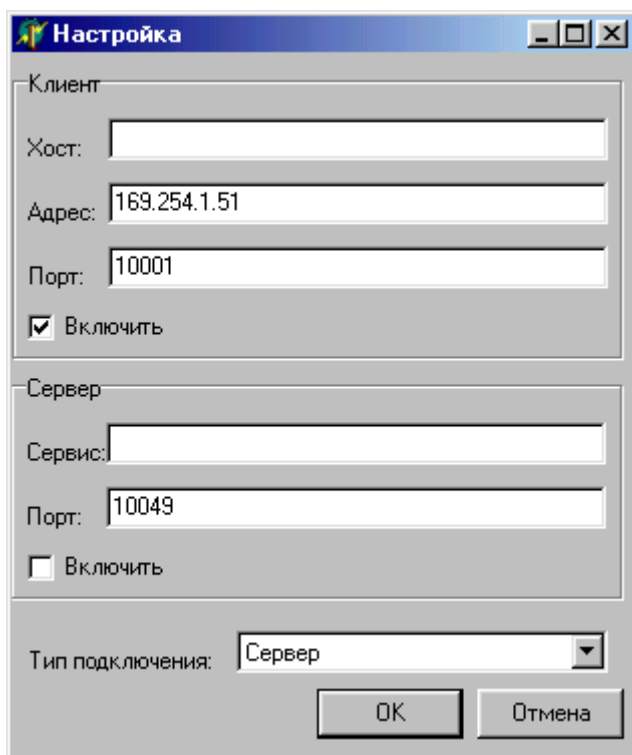 Настройка
Клиент
Хост:
Адрес: 169.254.1.51
Порт: 10001
Включить
Сервер
Сервис:
Порт: 10049
Включить
Тип подключения: Сервер
OK Отмена